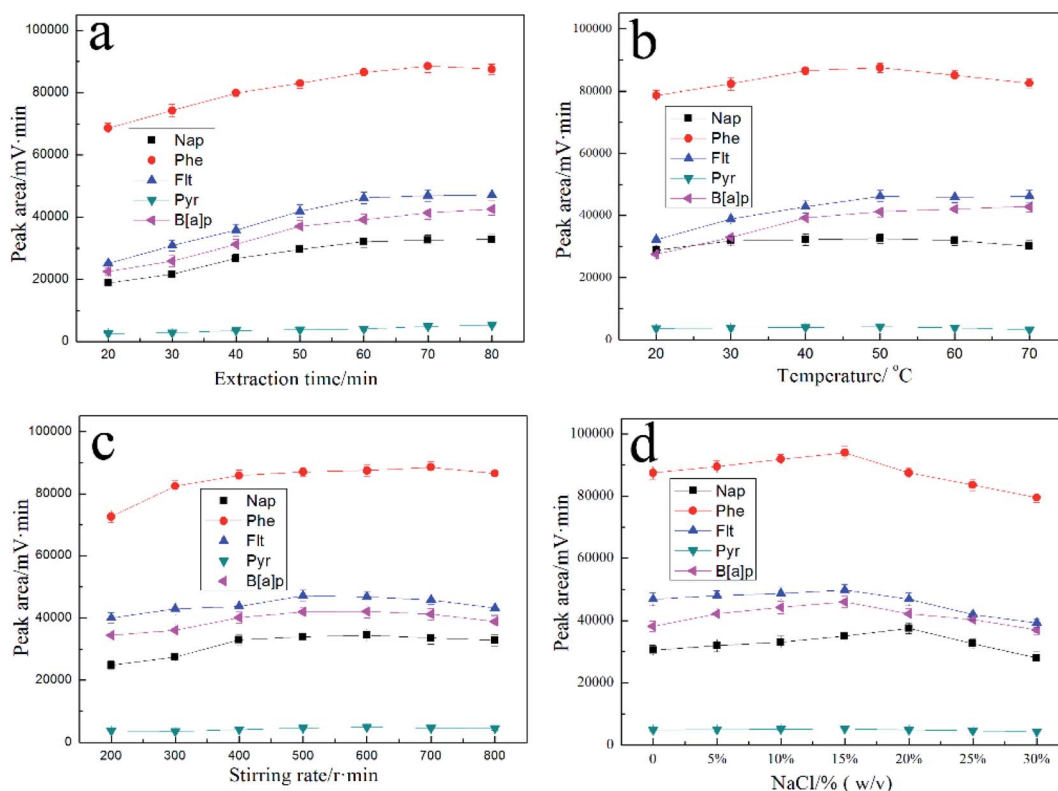 a
100000
80000
60000
40000
20000
0
Peak area/mV·min
Nap
Phe
Flt
Pyr
B[a]p
20 30 40 50 60 70 80
Extraction time/min
b
100000
80000
60000
40000
20000
0
Peak area/mV·min
Nap
Phe
Flt
Pyr
B[a]p
20 30 40 50 60 70
Temperature/ °C
c
100000
80000
60000
40000
20000
0
Peak area/mV·min
Nap
Phe
Flt
Pyr
B[a]p
200 300 400 500 600 700 800
Stirring rate/r·min
d
100000
80000
60000
40000
20000
0
Peak area/mV·min
Nap
Phe
Flt
Pyr
B[a]p
0 5% 10% 15% 20% 25% 30%
NaCl/% ( w/v)